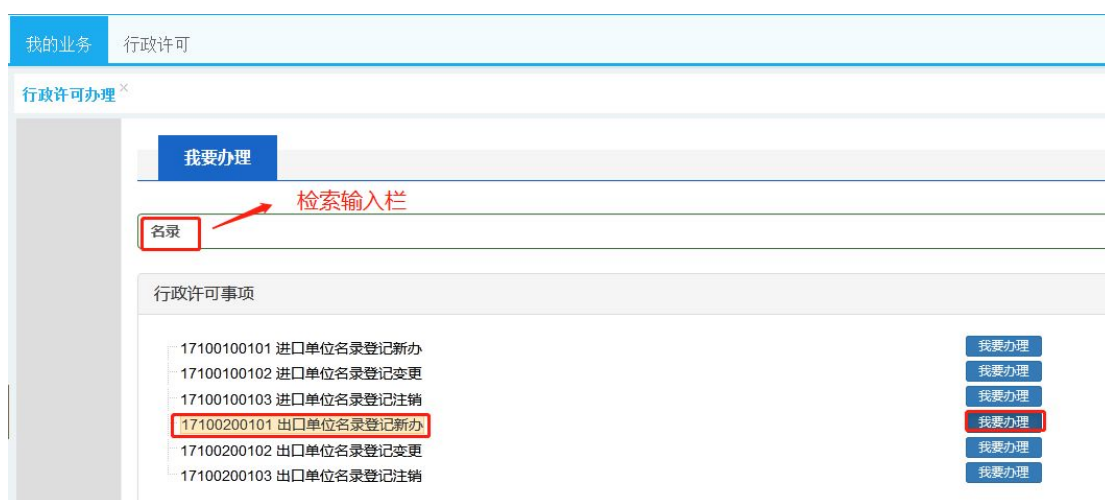 我的业务 行政许可
行政许可办理 ×
我要办理
检索输入栏
名录
行政许可事项
17100100101 进口单位名录登记新办 我要办理
17100100102 进口单位名录登记变更 我要办理
17100100103 进口单位名录登记注销 我要办理
17100200101 出口单位名录登记新办 我要办理
17100200102 出口单位名录登记变更 我要办理
17100200103 出口单位名录登记注销 我要办理